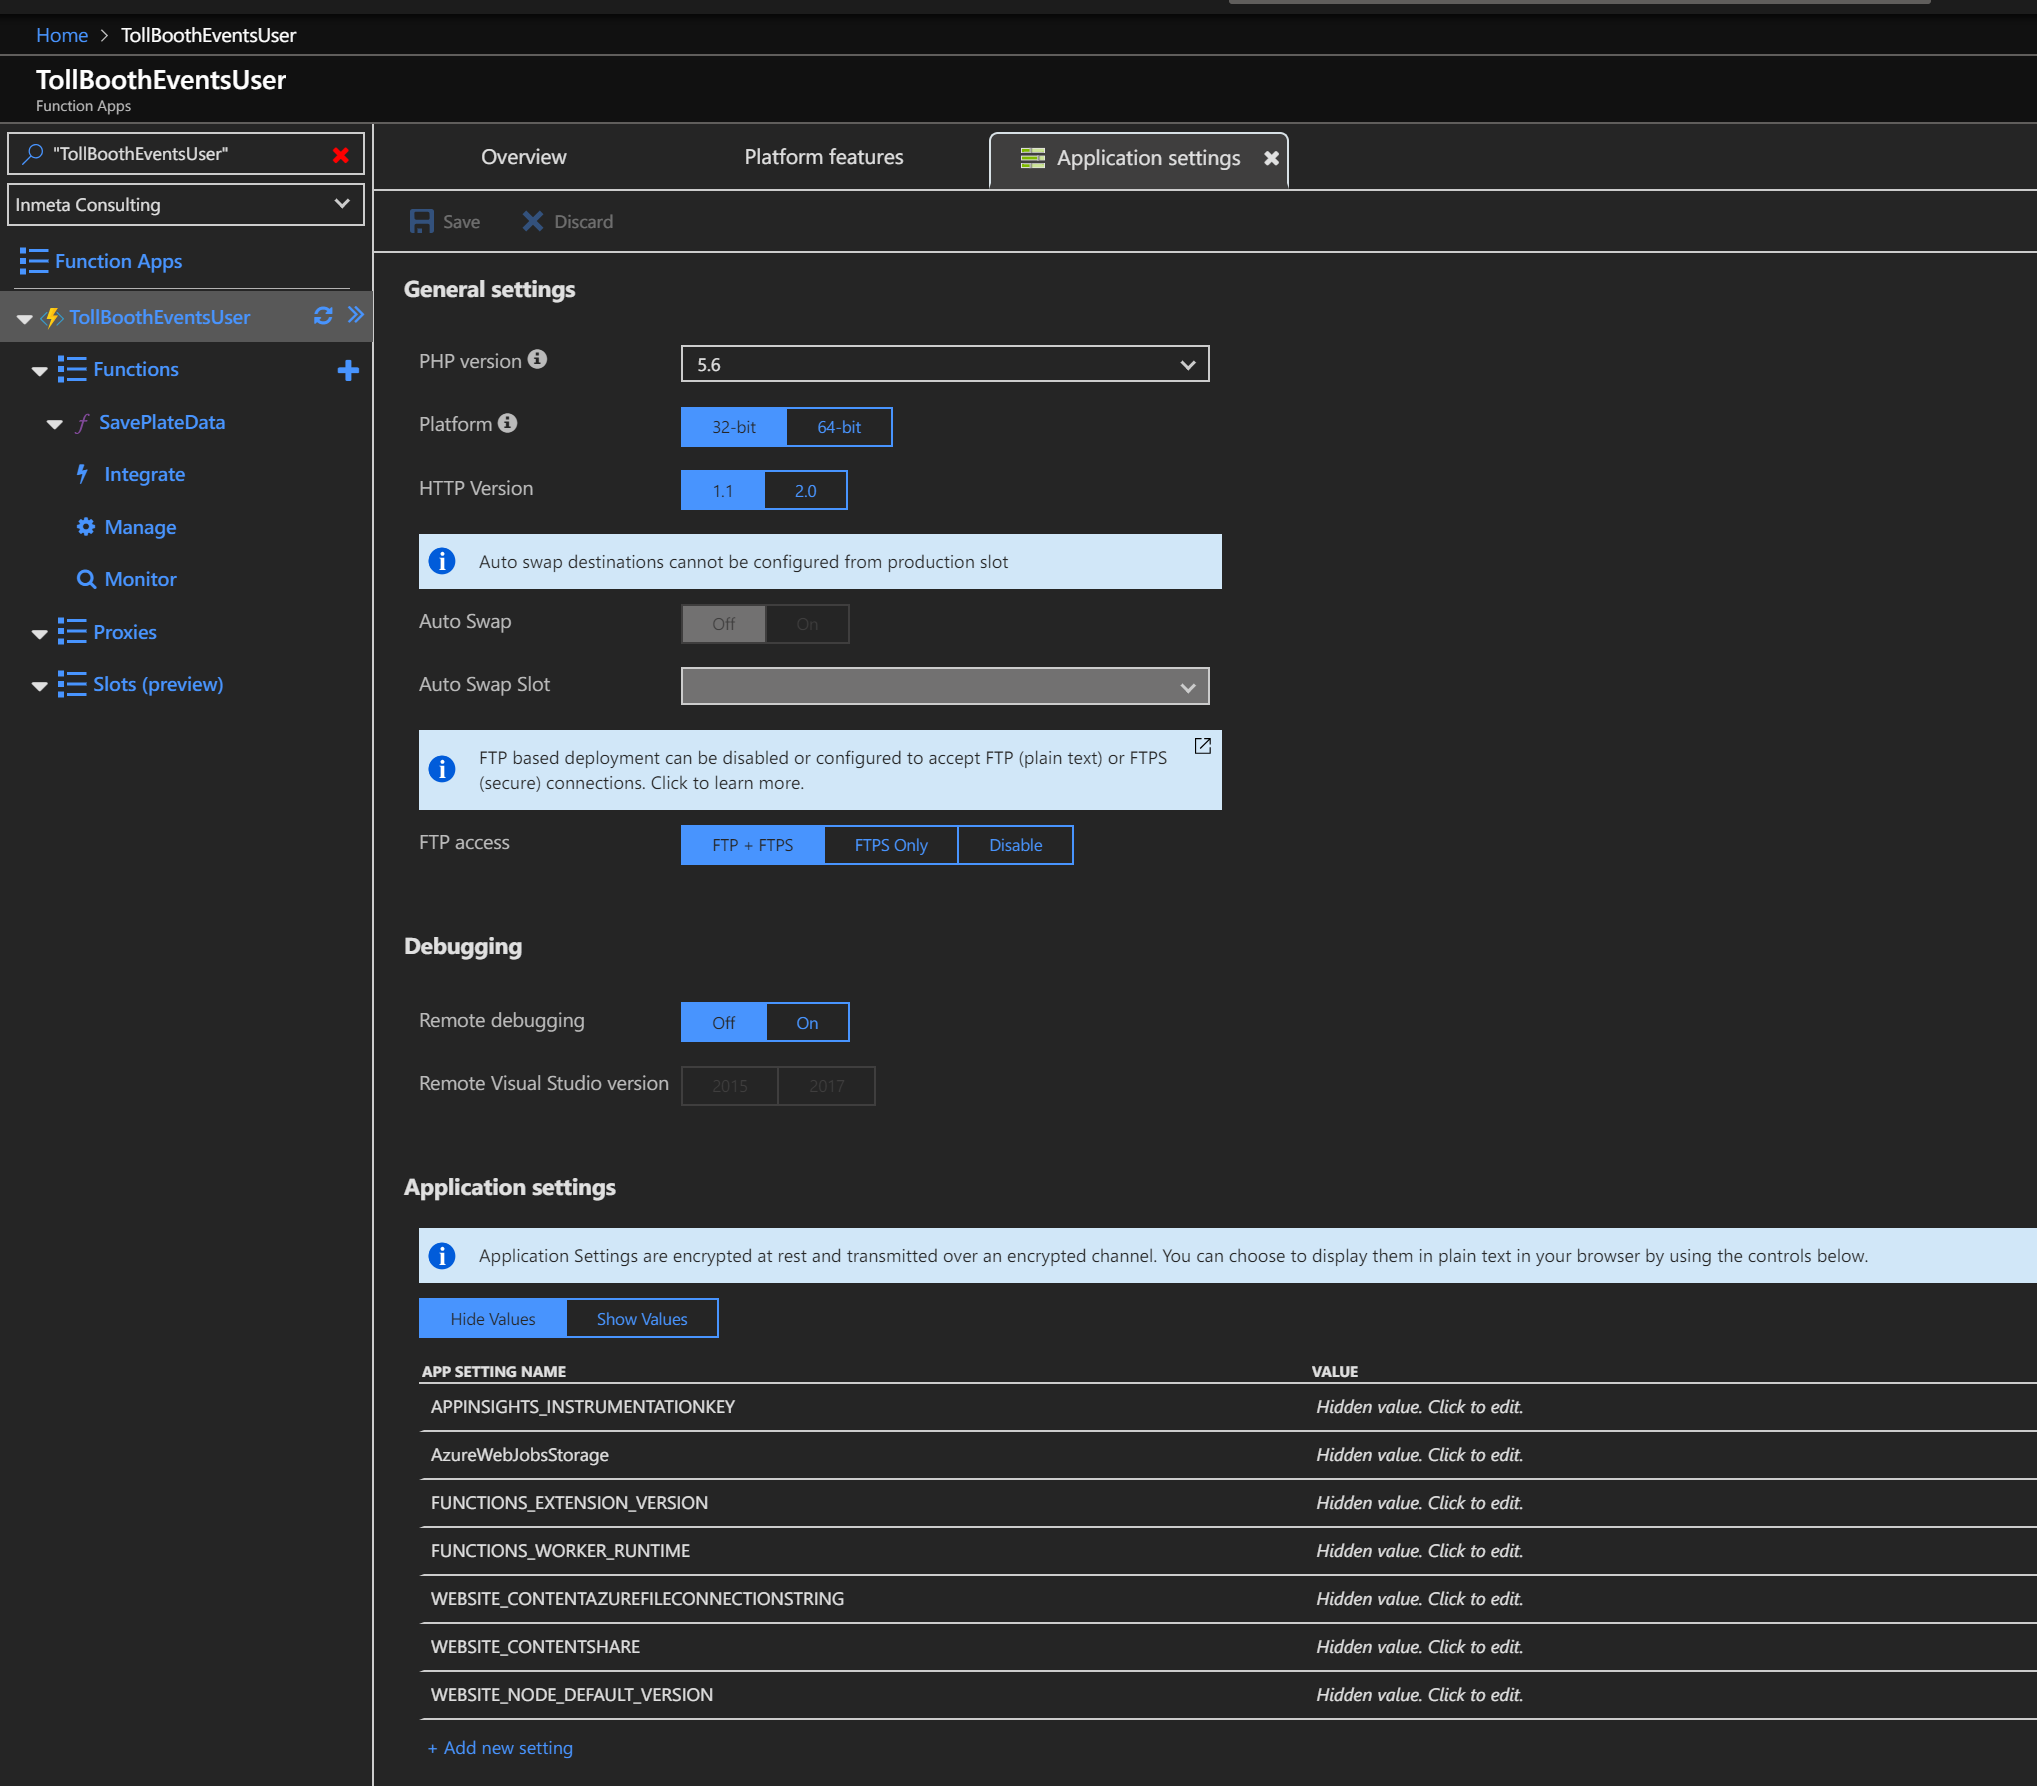 Home > TollBoothEventsUser
TollBoothEventsUser
Function Apps
"TollBoothEventsUser"
Inmeta Consulting
Function Apps
TollBoothEventsUser
Functions
SavePlateData
Integrate
Manage
Monitor
Proxies
Slots (preview)
Overview Platform features Application settings
Save Discard
General settings
PHP version 5.6
Platform 32-bit 64-bit
HTTP Version 1.1 2.0
Auto swap destinations cannot be configured from production slot
Auto Swap Off On
Auto Swap Slot
FTP based deployment can be disabled or configured to accept FTP (plain text) or FTPS
(secure) connections. Click to learn more.
FTP access FTP + FTPS FTPS Only Disable
Debugging
Remote debugging Off On
Remote Visual Studio version 2015 2017
Application settings
Application Settings are encrypted at rest and transmitted over an encrypted channel. You can choose to display them in plain text in your browser by using the controls below.
Hide Values Show Values
APP SETTING NAME VALUE
APPINSIGHTS_INSTRUMENTATIONKEY Hidden value. Click to edit.
AzureWebJobsStorage Hidden value. Click to edit.
FUNCTIONS_EXTENSION_VERSION Hidden value. Click to edit.
FUNCTIONS_WORKER_RUNTIME Hidden value. Click to edit.
WEBSITE_CONTENTAZUREFILECONNECTIONSTRING Hidden value. Click to edit.
WEBSITE_CONTENTSHARE Hidden value. Click to edit.
WEBSITE_NODE_DEFAULT_VERSION Hidden value. Click to edit.
+ Add new setting